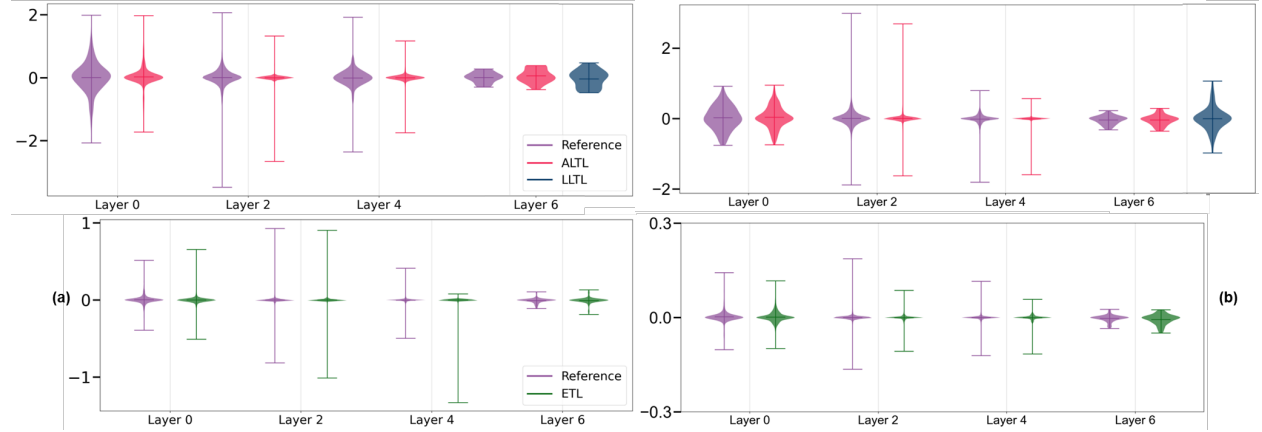 2
0
−2
Layer 0 Layer 2 Layer 4 Layer 6
Reference
ALTL
LLTL
2
0
−2
Layer 0 Layer 2 Layer 4 Layer 6
(a)
1
0
−1
Layer 0 Layer 2 Layer 4 Layer 6
Reference
ETL
0.3
0.0
−0.3
Layer 0 Layer 2 Layer 4 Layer 6
(b)